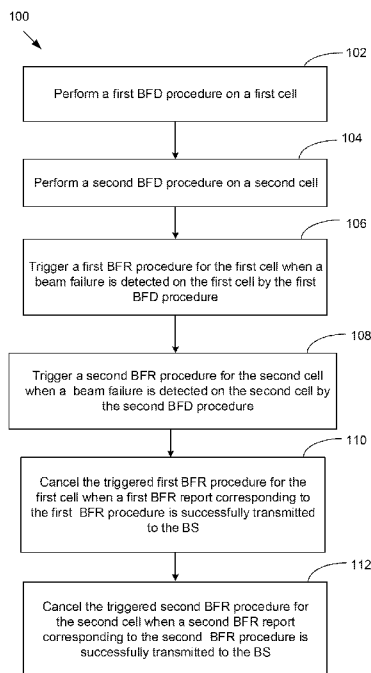 100
102
Perform a first BFD procedure on a first cell
104
Perform a second BFD procedure on a second cell
106
Trigger a first BFR procedure for the first cell when a
beam failure is detected on the first cell by the first
BFD procedure
108
Trigger a second BFR procedure for the second cell
when a beam failure is detected on the second cell by
the second BFD procedure
110
Cancel the triggered first BFR procedure for the
first cell when a first BFR report corresponding to
the first BFR procedure is successfully transmitted
to the BS
112
Cancel the triggered second BFR procedure for
the second cell when a second BFR report
corresponding to the second BFR procedure is
successfully transmitted to the BS